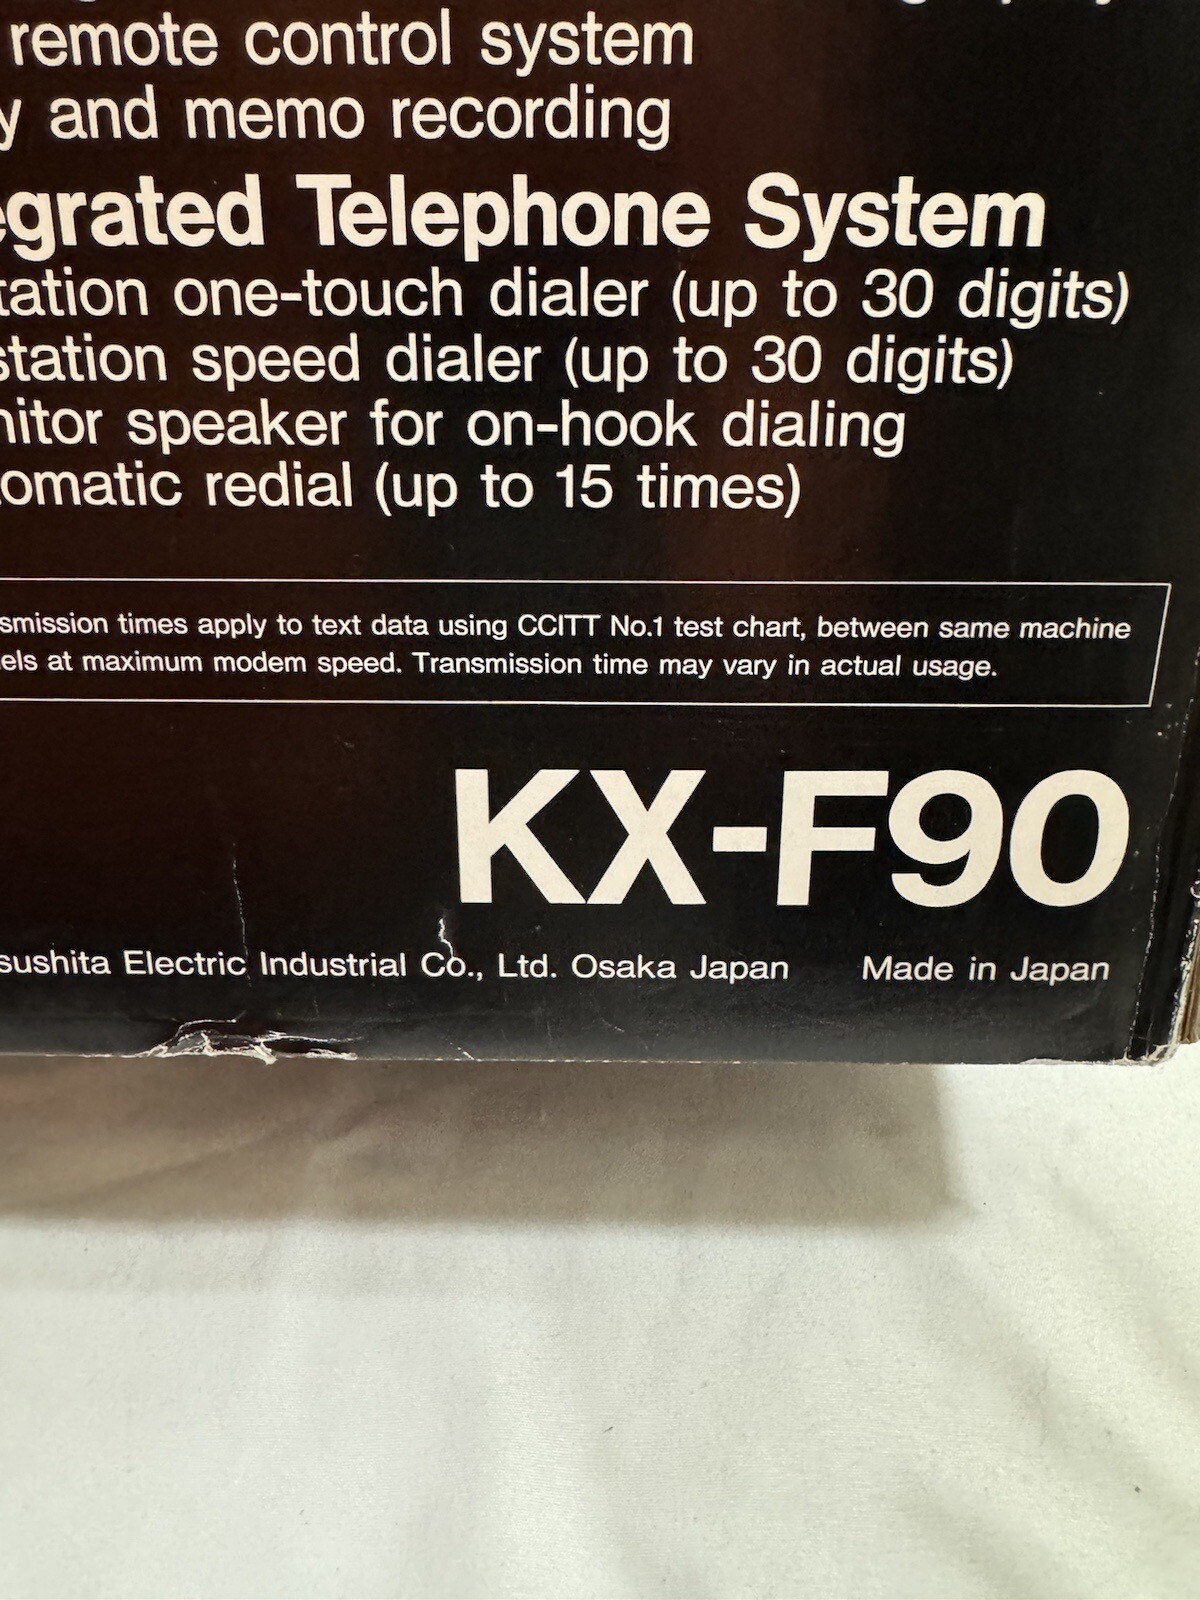 remote control system
y and memo recording
egrated Telephone System
tation one-touch dialer (up to 30 digits)
station speed dialer (up to 30 digits)
nitor speaker for on-hook dialing
omatic redial (up to 15 times)
smission times apply to text data using CCITT No.1 test chart, between same machine
els at maximum modem speed. Transmission time may vary in actual usage.
KX-F90
sushita Electric Industrial Co., Ltd. Osaka Japan Made in Japan